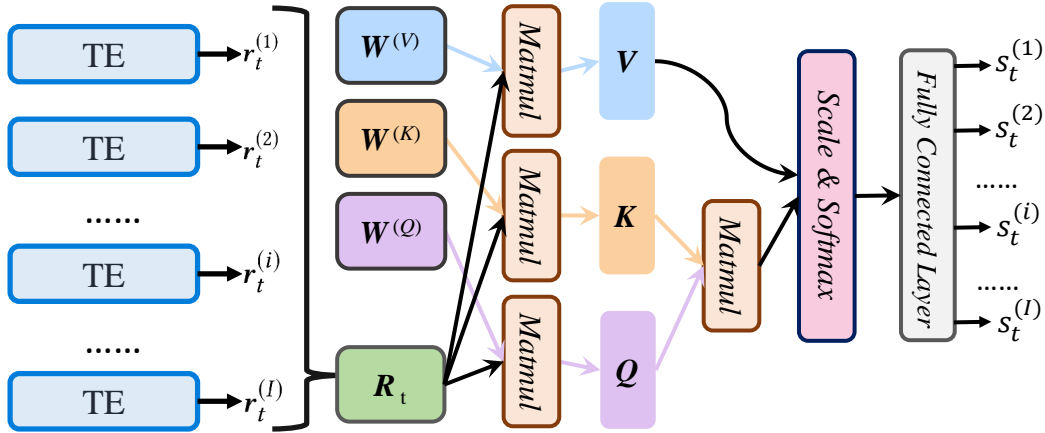 TE
r_t^{(1)}
TE
r_t^{(2)}
......
TE
r_t^{(i)}
......
TE
r_t^{(I)}
W^{(V)}
W^{(K)}
W^{(Q)}
R_t
Matmul
Matmul
Matmul
V
K
Q
Matmul
Scale & Softmax
Fully Connected Layer
s_t^{(1)}
s_t^{(2)}
......
s_t^{(i)}
......
s_t^{(I)}